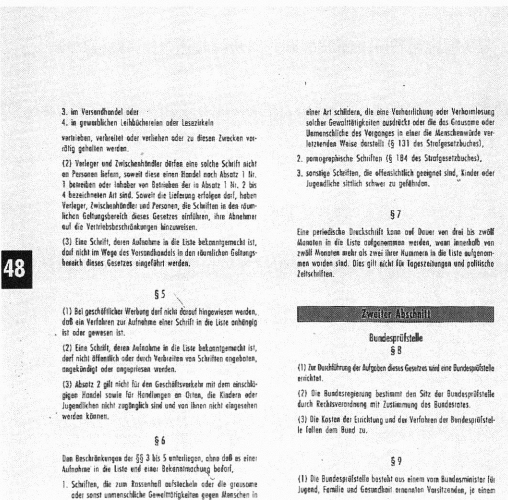 3. im Versandhandel oder
4. in gewerblichen Leihbüchereien oder Lesezirkeln
vertrieben, verbreitet oder verliehen oder zu diesen Zwecken vor-
rätig gehalten werden.
(2) Verleger und Zwischenhändler dürfen eine solche Schrift nicht
an Personen liefern, soweit diese einen Handel nach Absatz 1 Nr.
1 betreiben oder Inhaber von Betrieben der in Absatz 1 Nr. 2 bis
4 bezeichneten Art sind. Soweit die Lieferung erfolgen darf, haben
Verleger, Zwischenhändler und Personen, die Schriften in den räum-
lichen Geltungsbereich dieses Gesetzes einführen, ihre Abnehmer
auf die Vertriebsbeschränkungen hinzuweisen.
(3) Eine Schrift, deren Aufnahme in die Liste bekanntgemacht ist,
darf nicht im Wege des Versandhandels in den räumlichen Geltungs-
bereich dieses Gesetzes eingeführt werden.
48
§ 5
(1) Bei geschäftlicher Werbung darf nicht darauf hingewiesen werden,
daß ein Verfahren zur Aufnahme einer Schrift in die Liste anhängig
ist oder gewesen ist.
(2) Eine Schrift, deren Aufnahme in die Liste bekanntgemacht ist,
darf nicht öffentlich oder durch Verbreiten von Schriften angeboten,
angekündigt oder angepriesen werden.
(3) Absatz 2 gilt nicht für den Geschäftsverkehr mit dem einschlä-
gigen Handel sowie für Handlungen an Orten, die Kindern oder
Jugendlichen nicht zugänglich sind und von ihnen nicht eingesehen
werden können.
§ 6
Den Beschränkungen der §§ 3 bis 5 unterliegen, ohne daß es einer
Aufnahme in die Liste und einer Bekanntmachung bedarf,
1. Schriften, die zum Rassenhaß aufstacheln oder die grausame
oder sonst unmenschliche Gewalttätigkeiten gegen Menschen in
einer Art schildern, die eine Verherrlichung oder Verharmlosung
solcher Gewalttätigkeiten ausdrückt oder die das Grausame oder
Unmenschliche des Vorganges in einer die Menschenwürde ver-
letzenden Weise darstellt (§ 131 des Strafgesetzbuches),
2. pornographische Schriften (§ 184 des Strafgesetzbuches),
3. sonstige Schriften, die offensichtlich geeignet sind, Kinder oder
Jugendliche sittlich schwer zu gefährden.
§ 7
Eine periodische Druckschrift kann auf Dauer von drei bis zwölf
Monaten in die Liste aufgenommen werden, wenn innerhalb von
zwölf Monaten mehr als zwei ihrer Nummern in die Liste aufgenom-
men worden sind. Dies gilt nicht für Tageszeitungen und politische
Zeitschriften.
Zweiter Abschnitt
Bundesprüfstelle
§ 8
(1) Zur Durchführung der Aufgaben dieses Gesetzes wird eine Bundesprüfstelle
errichtet.
(2) Die Bundesregierung bestimmt den Sitz der Bundesprüfstelle
durch Rechtsverordnung mit Zustimmung des Bundesrates.
(3) Die Kosten der Errichtung und des Verfahrens der Bundesprüfstel-
le fallen dem Bund zu.
§ 9
(1) Die Bundesprüfstelle besteht aus einem vom Bundesminister für
Jugend, Familie und Gesundheit ernannten Vorsitzenden, je einem